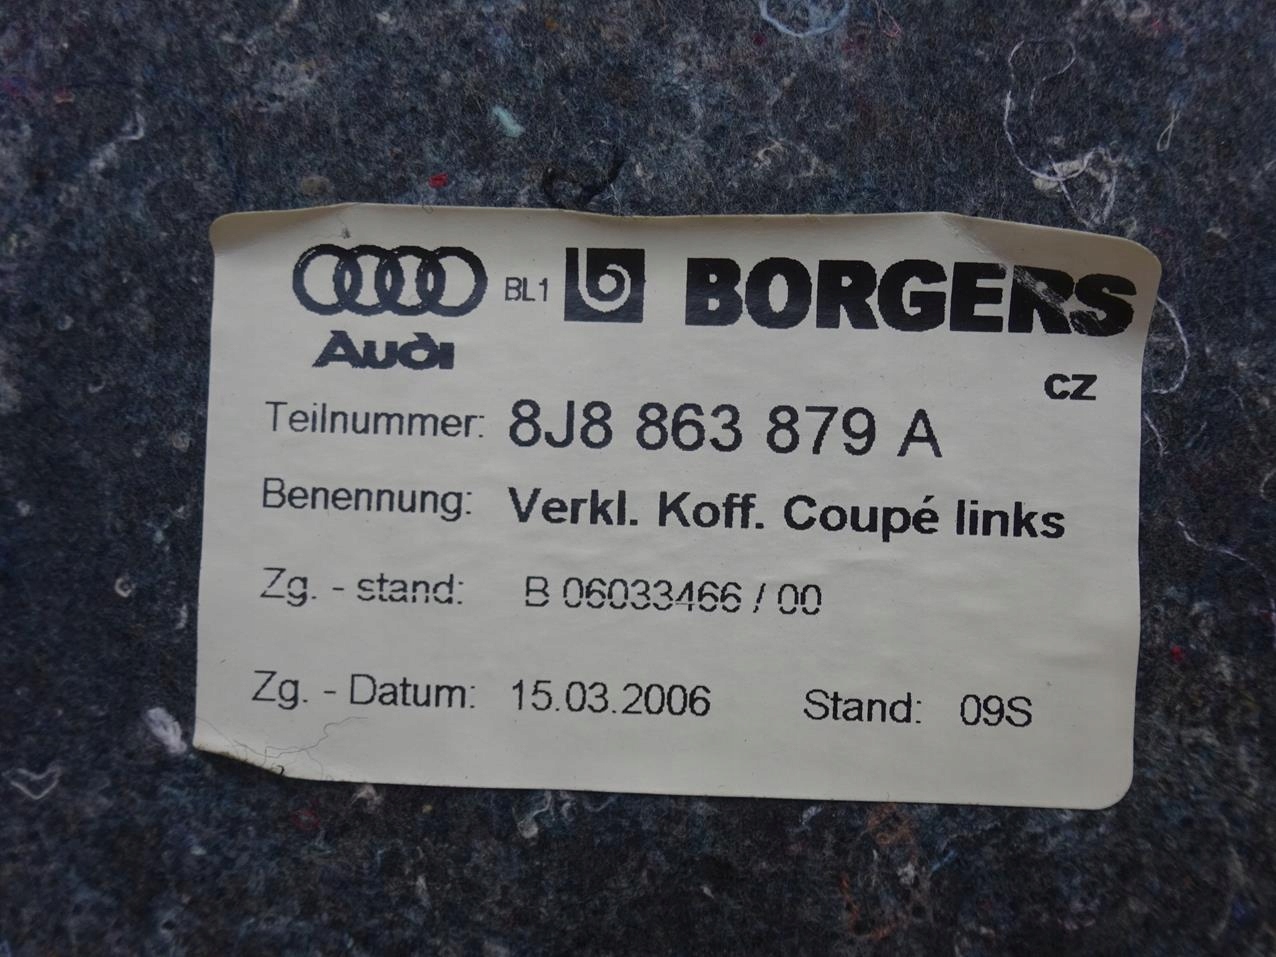 BL1 BORGERS
Audi
CZ
Teilnummer: 8J8 863 879 A
Benennung: Verkl. Koff. Coupé links
Zg. - stand: B 06033466 / 00
Zg. - Datum: 15.03.2006 Stand: 09S